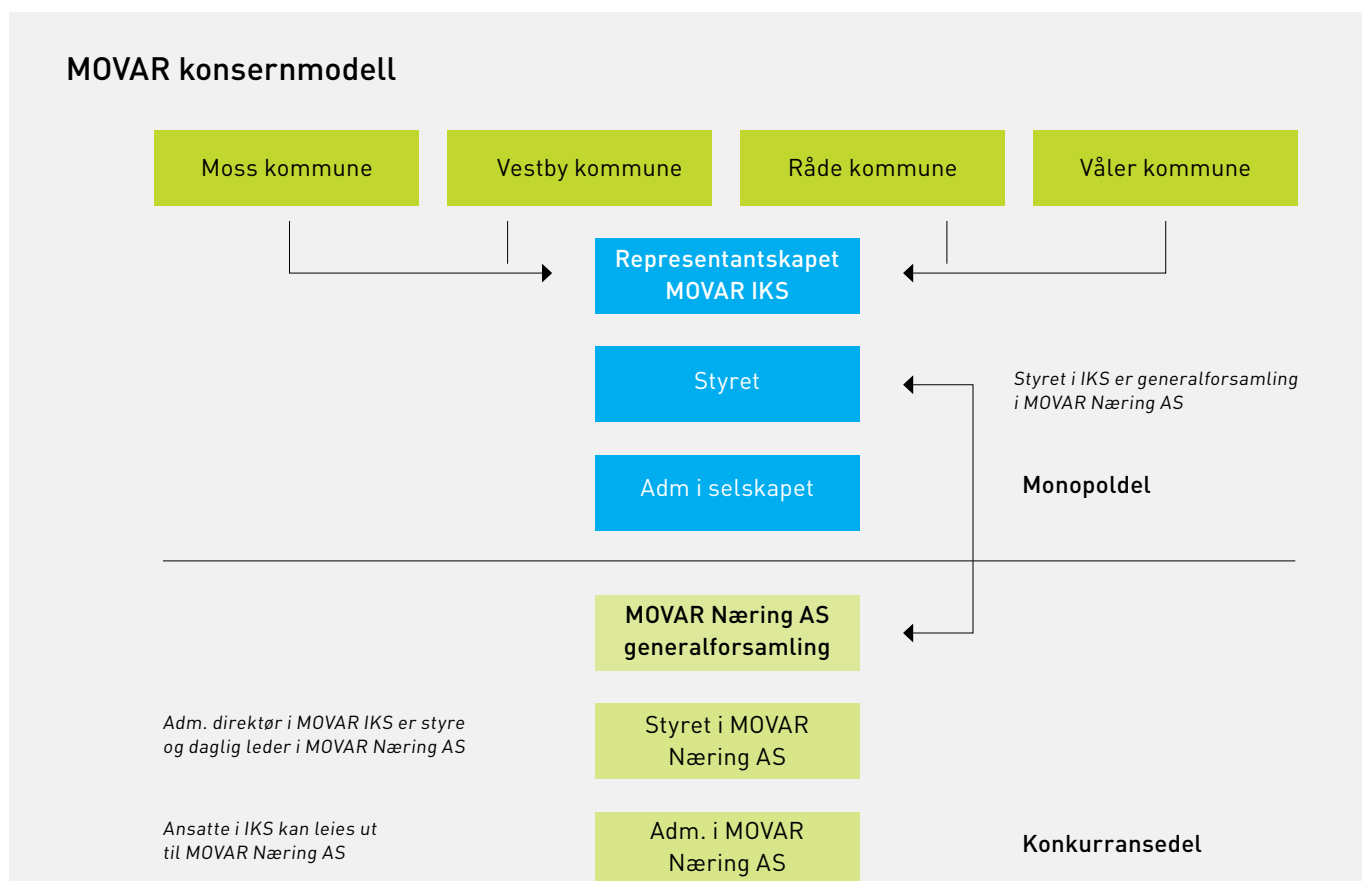 MOVAR konsernmodell
Moss kommune
Vestby kommune
Råde kommune
Våler kommune
Representantskapet
MOVAR IKS
Styret
Styret i IKS er generalforsamling
i MOVAR Næring AS
Adm i selskapet
Monopoldel
MOVAR Næring AS
generalforsamling
Adm. direktør i MOVAR IKS er styre
og daglig leder i MOVAR Næring AS
Styret i MOVAR
Næring AS
Ansatte i IKS kan leies ut
til MOVAR Næring AS
Adm. i MOVAR
Næring AS
Konkurransedel